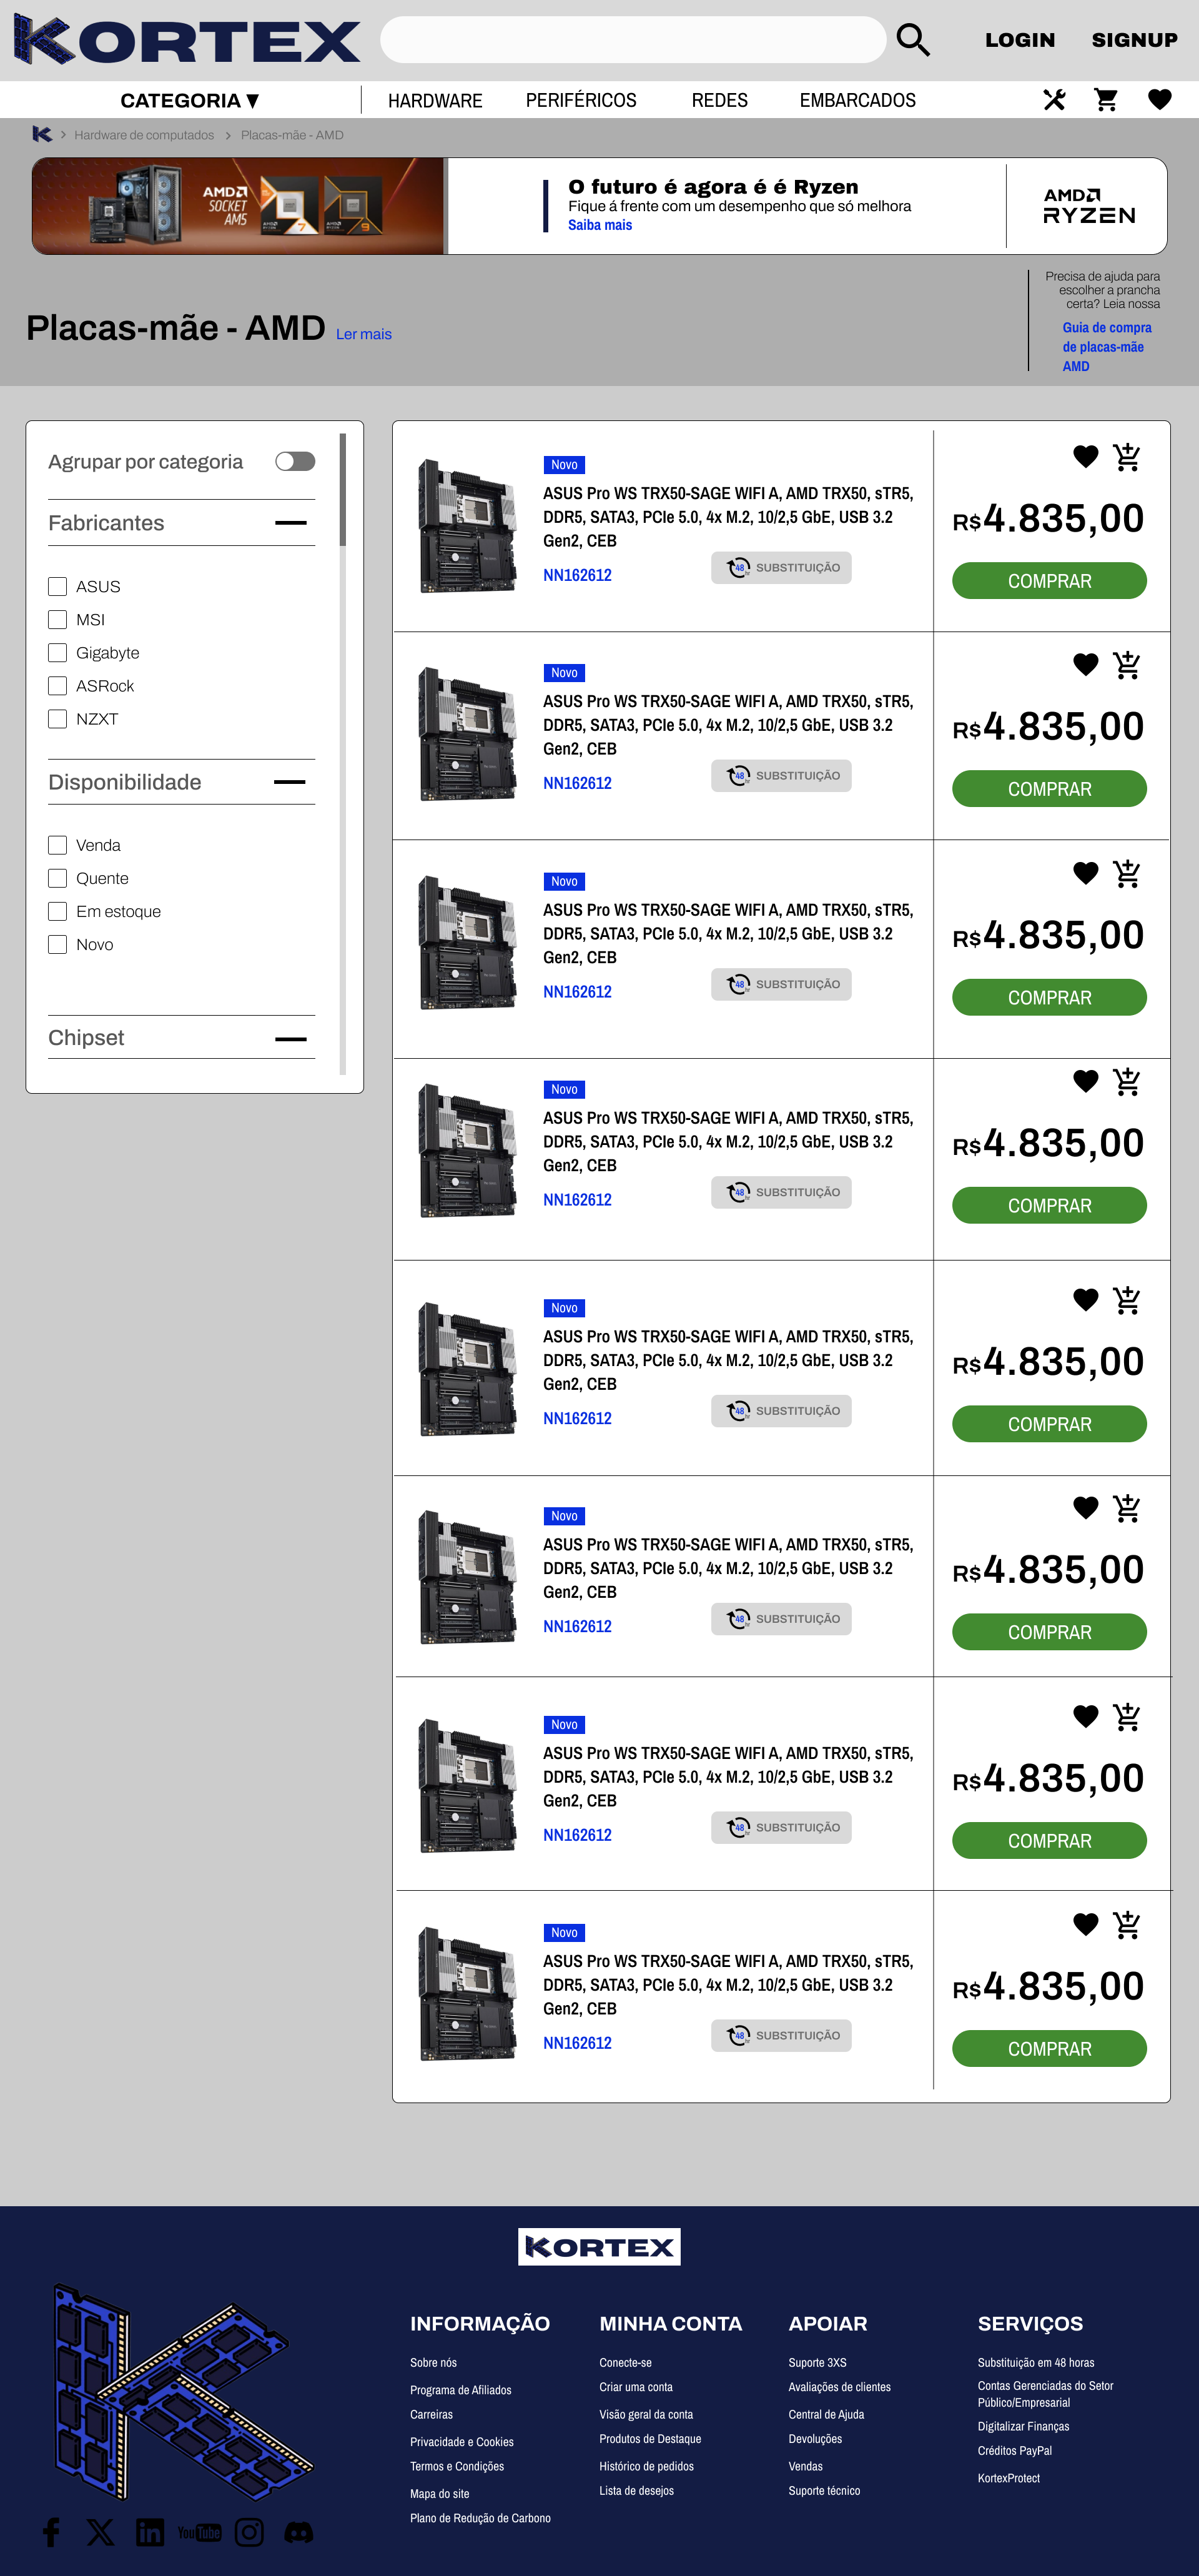 KORTEX
LOGIN
SIGNUP
CATEGORIA ▼
HARDWARE
PERIFÉRICOS
REDES
EMBARCADOS
Hardware de computados
Placas-mãe - AMD
AMD
SOCKET
AM5
7
9
O futuro é agora é é Ryzen
Fique á frente com um desempenho que só melhora
Saiba mais
AMD
RYZEN
Precisa de ajuda para
escolher a prancha
certa? Leia nossa
Guia de compra
de placas-mãe
AMD
Placas-mãe - AMD
Ler mais
Agrupar por categoria
Fabricantes
ASUS
MSI
Gigabyte
ASRock
NZXT
Disponibilidade
Venda
Quente
Em estoque
Novo
Chipset
Novo
ASUS Pro WS TRX50-SAGE WIFI A, AMD TRX50, sTR5,
DDR5, SATA3, PCIe 5.0, 4x M.2, 10/2,5 GbE, USB 3.2
Gen2, CEB
NN162612
48 hr SUBSTITUIÇÃO
R$4.835,00
COMPRAR
Novo
ASUS Pro WS TRX50-SAGE WIFI A, AMD TRX50, sTR5,
DDR5, SATA3, PCIe 5.0, 4x M.2, 10/2,5 GbE, USB 3.2
Gen2, CEB
NN162612
48 hr SUBSTITUIÇÃO
R$4.835,00
COMPRAR
Novo
ASUS Pro WS TRX50-SAGE WIFI A, AMD TRX50, sTR5,
DDR5, SATA3, PCIe 5.0, 4x M.2, 10/2,5 GbE, USB 3.2
Gen2, CEB
NN162612
48 hr SUBSTITUIÇÃO
R$4.835,00
COMPRAR
Novo
ASUS Pro WS TRX50-SAGE WIFI A, AMD TRX50, sTR5,
DDR5, SATA3, PCIe 5.0, 4x M.2, 10/2,5 GbE, USB 3.2
Gen2, CEB
NN162612
48 hr SUBSTITUIÇÃO
R$4.835,00
COMPRAR
Novo
ASUS Pro WS TRX50-SAGE WIFI A, AMD TRX50, sTR5,
DDR5, SATA3, PCIe 5.0, 4x M.2, 10/2,5 GbE, USB 3.2
Gen2, CEB
NN162612
48 hr SUBSTITUIÇÃO
R$4.835,00
COMPRAR
Novo
ASUS Pro WS TRX50-SAGE WIFI A, AMD TRX50, sTR5,
DDR5, SATA3, PCIe 5.0, 4x M.2, 10/2,5 GbE, USB 3.2
Gen2, CEB
NN162612
48 hr SUBSTITUIÇÃO
R$4.835,00
COMPRAR
Novo
ASUS Pro WS TRX50-SAGE WIFI A, AMD TRX50, sTR5,
DDR5, SATA3, PCIe 5.0, 4x M.2, 10/2,5 GbE, USB 3.2
Gen2, CEB
NN162612
48 hr SUBSTITUIÇÃO
R$4.835,00
COMPRAR
Novo
ASUS Pro WS TRX50-SAGE WIFI A, AMD TRX50, sTR5,
DDR5, SATA3, PCIe 5.0, 4x M.2, 10/2,5 GbE, USB 3.2
Gen2, CEB
NN162612
48 hr SUBSTITUIÇÃO
R$4.835,00
COMPRAR
KORTEX
INFORMAÇÃO
Sobre nós
Programa de Afiliados
Carreiras
Privacidade e Cookies
Termos e Condições
Mapa do site
Plano de Redução de Carbono
MINHA CONTA
Conecte-se
Criar uma conta
Visão geral da conta
Produtos de Destaque
Histórico de pedidos
Lista de desejos
APOIAR
Suporte 3XS
Avaliações de clientes
Central de Ajuda
Devoluções
Vendas
Suporte técnico
SERVIÇOS
Substituição em 48 horas
Contas Gerenciadas do Setor
Público/Empresarial
Digitalizar Finanças
Créditos PayPal
KortexProtect
YouTube